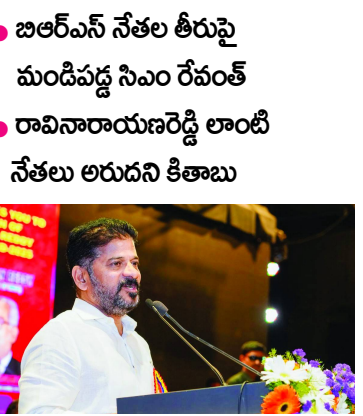 బిఆర్ఎస్ నేతల తీరుపై
మండిపడ్డ సిఎం రేవంత్
రావినారాయణరెడ్డి లాంటి
నేతలు అరుదని కితాబు